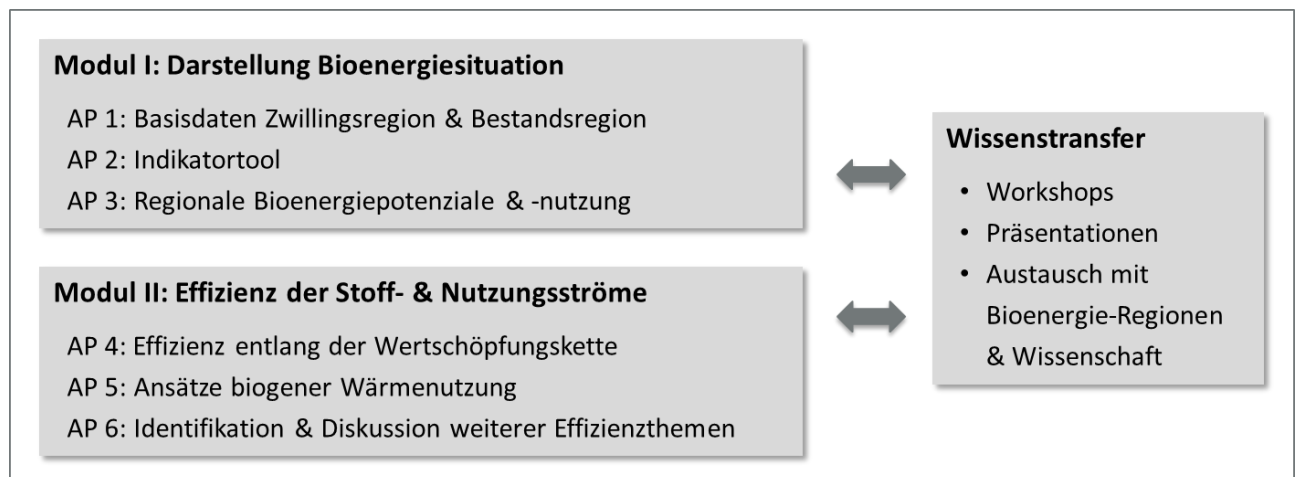 Modul I: Darstellung Bioenergiesituation
AP 1: Basisdaten Zwillingsregion & Bestandsregion
AP 2: Indikatortool
AP 3: Regionale Bioenergiepotenziale & -nutzung
Modul II: Effizienz der Stoff- & Nutzungsströme
AP 4: Effizienz entlang der Wertschöpfungskette
AP 5: Ansätze biogener Wärmenutzung
AP 6: Identifikation & Diskussion weiterer Effizienzthemen
Wissenstransfer
• Workshops
• Präsentationen
• Austausch mit
Bioenergie-Regionen
& Wissenschaft